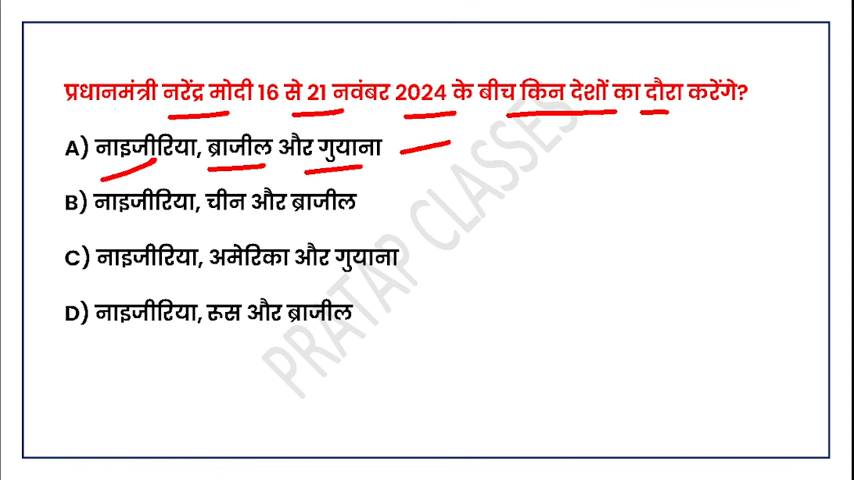 प्रधानमंत्री नरेंद्र मोदी 16 से 21 नवंबर 2024 के बीच किन देशों का दौरा करेंगे?
A) नाइजीरिया, ब्राजील और गुयाना
B) नाइजीरिया, चीन और ब्राजील
C) नाइजीरिया, अमेरिका और गुयाना
D) नाइजीरिया, रूस और ब्राजील
PRATAP CLASSES